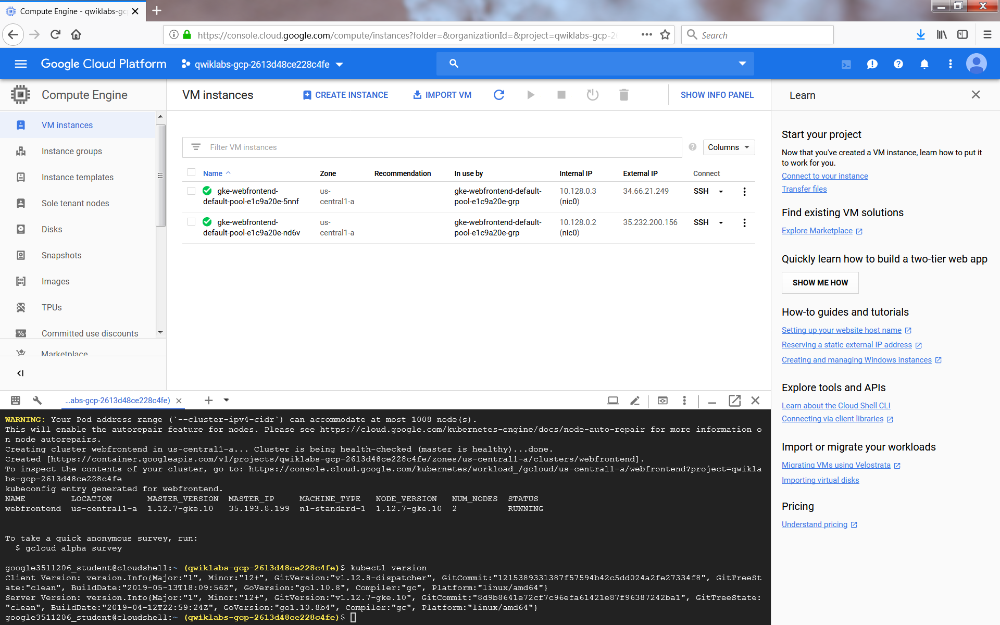 Compute Engine - qwiklabs-gc
https://console.cloud.google.com/compute/instances?folder=&organizationId=&project=qwiklabs-gcp-2
Search
Google Cloud Platform
qwiklabs-gcp-2613d48ce228c4fe
Compute Engine
VM instances
Instance groups
Instance templates
Sole tenant nodes
Disks
Snapshots
Images
TPUs
Committed use discounts
Marketplace
VM instances
CREATE INSTANCE
IMPORT VM
SHOW INFO PANEL
Filter VM instances
Columns
Name Zone Recommendation In use by Internal IP External IP Connect
gke-webfrontend- us- gke-webfrontend-default- 10.128.0.3 34.66.21.249 SSH
default-pool-e1c9a20e-5nnf central1-a pool-e1c9a20e-grp (nic0)
gke-webfrontend- us- gke-webfrontend-default- 10.128.0.2 35.232.200.156 SSH
default-pool-e1c9a20e-nd6v central1-a pool-e1c9a20e-grp (nic0)
Learn
Start your project
Now that you've created a VM instance, learn how to put it
to work for you.
Connect to your instance
Transfer files
Find existing VM solutions
Explore Marketplace
Quickly learn how to build a two-tier web app
SHOW ME HOW
How-to guides and tutorials
Setting up your website host name
Reserving a static external IP address
Creating and managing Windows instances
Explore tools and APIs
Learn about the Cloud Shell CLI
Connecting via client libraries
Import or migrate your workloads
Migrating VMs using Velostrata
Importing virtual disks
Pricing
Understand pricing
...abs-gcp-2613d48ce228c4fe)
WARNING: Your Pod address range (`--cluster-ipv4-cidr`) can accommodate at most 1008 node(s).
This will enable the autorepair feature for nodes. Please see https://cloud.google.com/kubernetes-engine/docs/node-auto-repair for more information o
n node autorepairs.
Creating cluster webfrontend in us-central1-a... Cluster is being health-checked (master is healthy)...done.
Created [https://container.googleapis.com/v1/projects/qwiklabs-gcp-2613d48ce228c4fe/zones/us-central1-a/clusters/webfrontend].
To inspect the contents of your cluster, go to: https://console.cloud.google.com/kubernetes/workload_/gcloud/us-central1-a/webfrontend?project=qwikla
bs-gcp-2613d48ce228c4fe
kubeconfig entry generated for webfrontend.
NAME LOCATION MASTER_VERSION MASTER_IP MACHINE_TYPE NODE_VERSION NUM_NODES STATUS
webfrontend us-central1-a 1.12.7-gke.10 35.193.8.199 n1-standard-1 1.12.7-gke.10 2 RUNNING
To take a quick anonymous survey, run:
$ gcloud alpha survey
google3511206_student@cloudshell:~ (qwiklabs-gcp-2613d48ce228c4fe)$ kubectl version
Client Version: version.Info{Major:"1", Minor:"12+", GitVersion:"v1.12.8-dispatcher", GitCommit:"1215389331387f57594b42c5dd024a2fe27334f8", GitTreeSt
ate:"clean", BuildDate:"2019-05-13T18:09:56Z", GoVersion:"go1.10.8", Compiler:"gc", Platform:"linux/amd64"}
Server Version: version.Info{Major:"1", Minor:"12+", GitVersion:"v1.12.7-gke.10", GitCommit:"8d9b8641e72cf7c96efa61421e87f96387242ba1", GitTreeState:
"clean", BuildDate:"2019-04-12T22:59:24Z", GoVersion:"go1.10.8b4", Compiler:"gc", Platform:"linux/amd64"}
google3511206_student@cloudshell:~ (qwiklabs-gcp-2613d48ce228c4fe)$